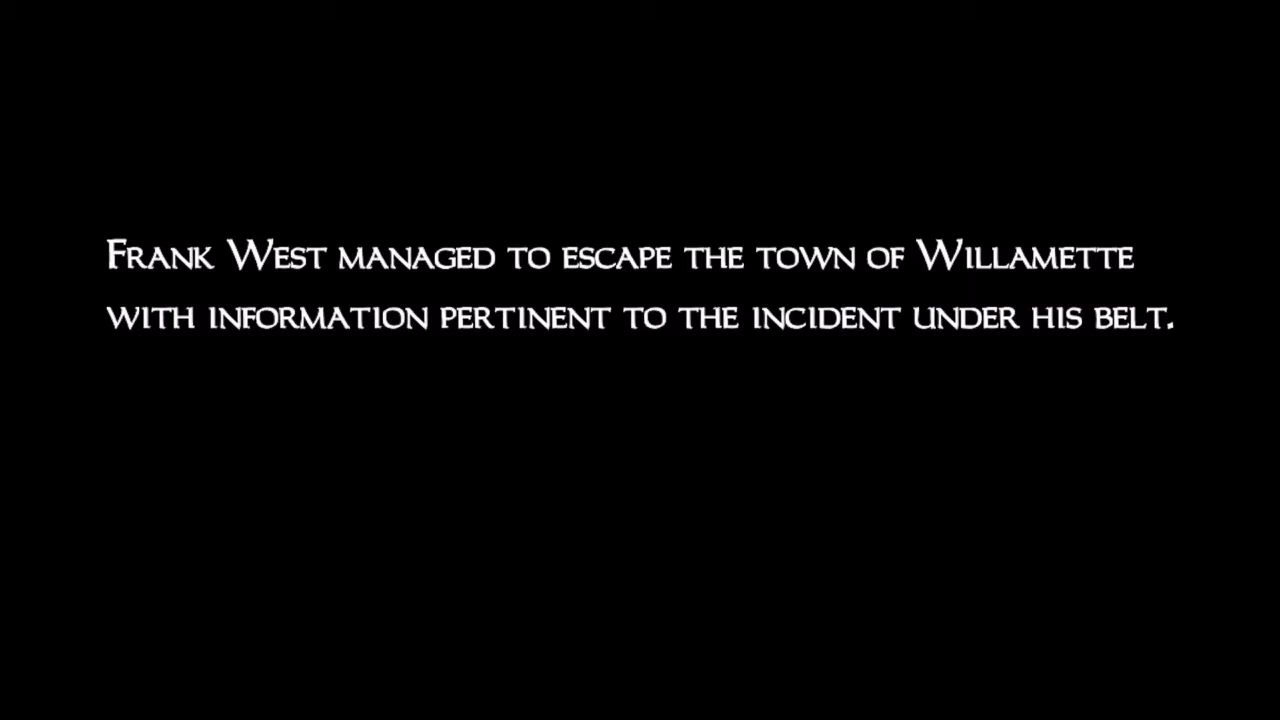 Frank West managed to escape the town of Willamette
with information pertinent to the incident under his belt.